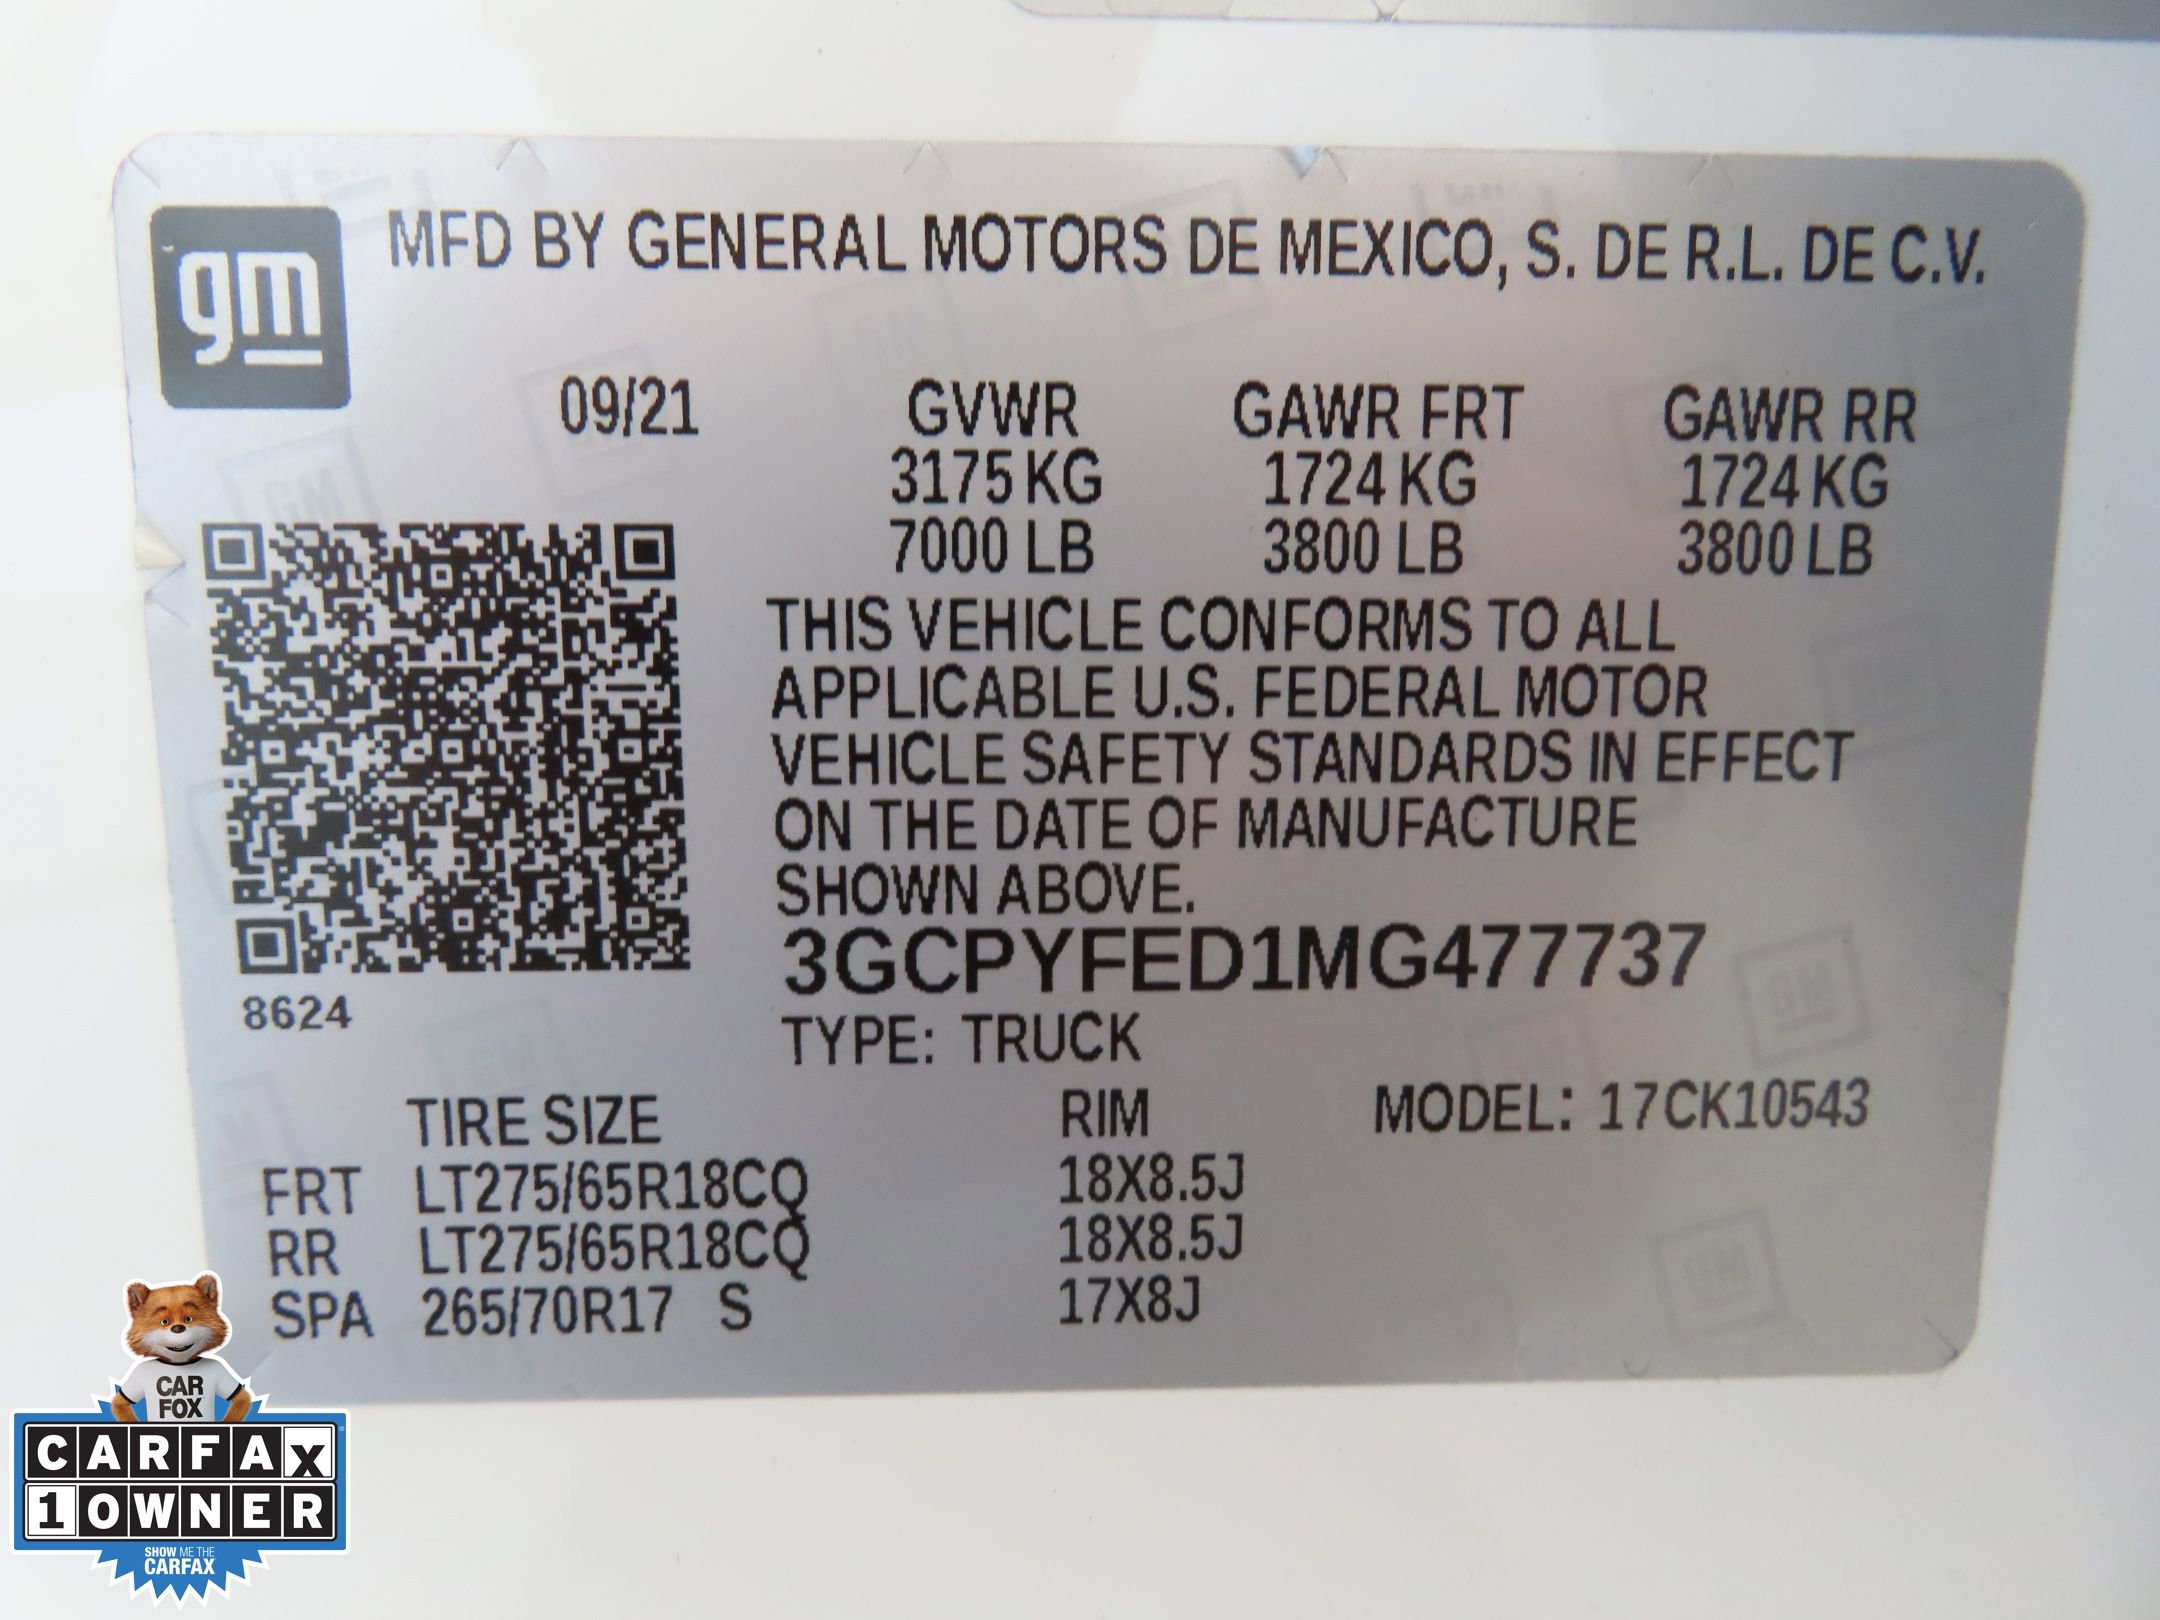 gm
MFD BY GENERAL MOTORS DE MEXICO, S. DE R.L. DE C.V.
09/21 GVWR GAWR FRT GAWR RR
3175 KG 1724 KG 1724 KG
7000 LB 3800 LB 3800 LB
THIS VEHICLE CONFORMS TO ALL
APPLICABLE U.S. FEDERAL MOTOR
VEHICLE SAFETY STANDARDS IN EFFECT
ON THE DATE OF MANUFACTURE
SHOWN ABOVE.
3GCPYFED1MG477737
8624
TYPE: TRUCK
TIRE SIZE RIM MODEL: 17CK10543
FRT LT275/65R18CQ 18X8.5J
RR LT275/65R18CQ 18X8.5J
SPA 265/70R17 S 17X8J
CAR
FOX
CARFAX
1 OWNER
SHOW ME THE
CARFAX